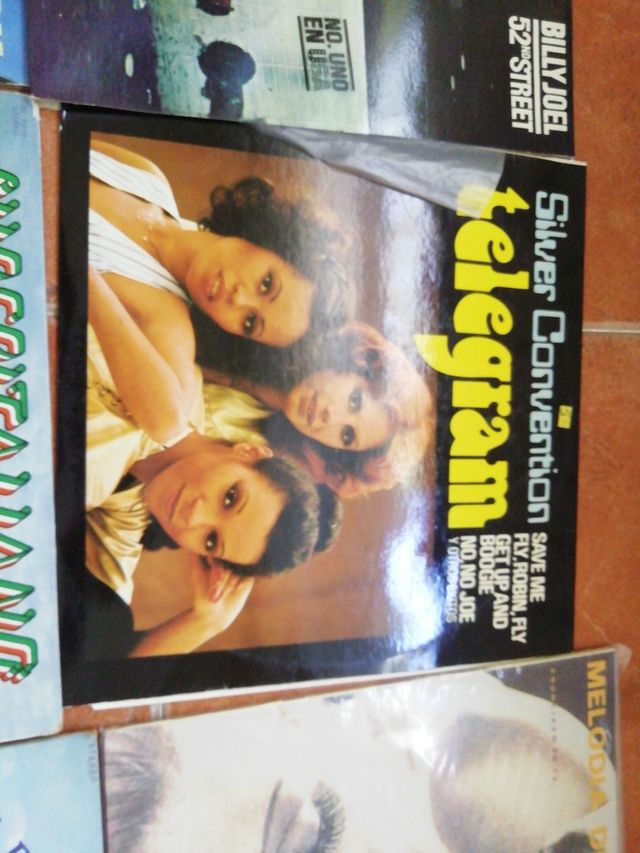 NO. UNO
EN USA
BILLY JOEL
52ND STREET
Silver Convention
telegram
SAVE ME
FLY, ROBIN, FLY
GET UP AND
BOOGIE
NO, NO, JOE
Y OTROS
MELODIA